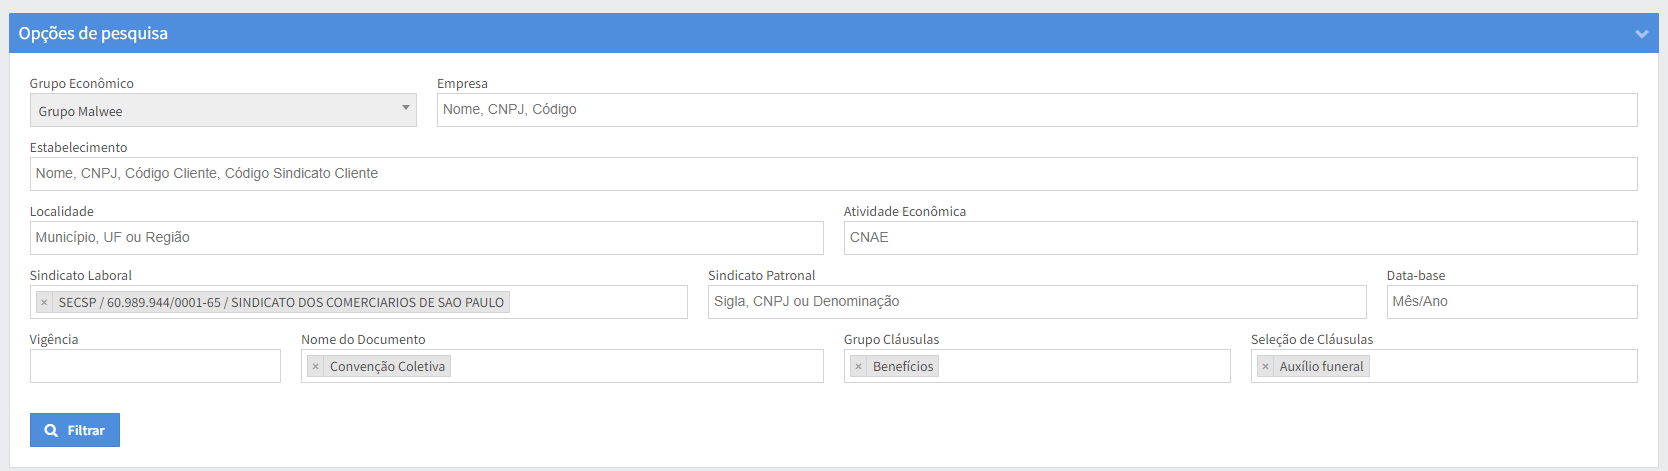 Opções de pesquisa
Grupo Econômico
Empresa
Grupo Malwee
Nome, CNPJ, Código
Estabelecimento
Nome, CNPJ, Código Cliente, Código Sindicato Cliente
Localidade
Atividade Econômica
Município, UF ou Região
CNAE
Sindicato Laboral
Sindicato Patronal
Data-base
× SECSP / 60.989.944/0001-65 / SINDICATO DOS COMERCIARIOS DE SAO PAULO
Sigla, CNPJ ou Denominação
Mês/Ano
Vigência
Nome do Documento
Grupo Cláusulas
Seleção de Cláusulas
× Convenção Coletiva
× Benefícios
× Auxílio funeral
Filtrar